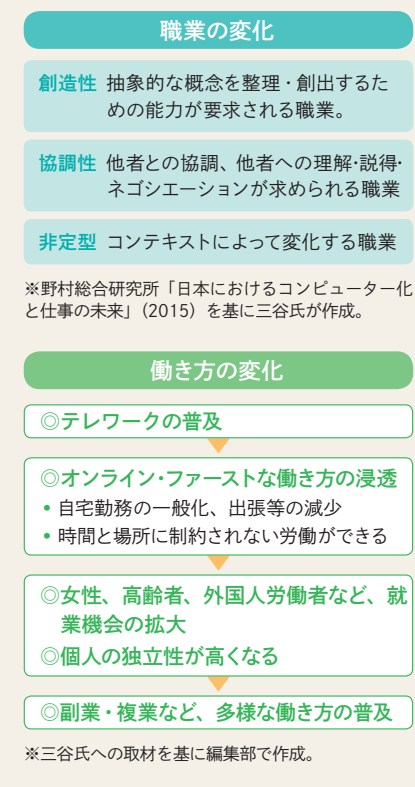 職業の変化
創造性 抽象的な概念を整理・創出するた
めの能力が要求される職業。
協調性 他者との協調、他者への理解・説得・
ネゴシエーションが求められる職業
非定型 コンテキストによって変化する職業
※野村総合研究所「日本におけるコンピューター化
と仕事の未来」(2015) を基に三谷氏が作成。
働き方の変化
◎テレワークの普及
◎オンライン・ファーストな働き方の浸透
• 自宅勤務の一般化、出張等の減少
• 時間と場所に制約されない労働ができる
◎女性、高齢者、外国人労働者など、就
業機会の拡大
◎個人の独立性が高くなる
◎副業・複業など、多様な働き方の普及
※三谷氏への取材を基に編集部で作成。